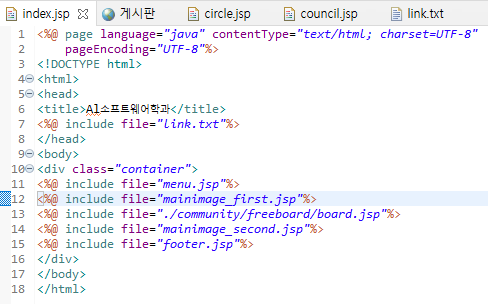 index.jsp 게시판 circle.jsp council.jsp link.txt
1 <%@ page language="java" contentType="text/html; charset=UTF-8"
2     pageEncoding="UTF-8"%>
3 <!DOCTYPE html>
4 <html>
5 <head>
6 <title>AI소프트웨어학과</title>
7 <%@ include file="link.txt"%>
8 </head>
9 <body>
10 <div class="container">
11 <%@ include file="menu.jsp"%>
12 <%@ include file="mainimage_first.jsp"%>
13 <%@ include file="./community/freeboard/board.jsp"%>
14 <%@ include file="mainimage_second.jsp"%>
15 <%@ include file="footer.jsp"%>
16 </div>
17 </body>
18 </html>